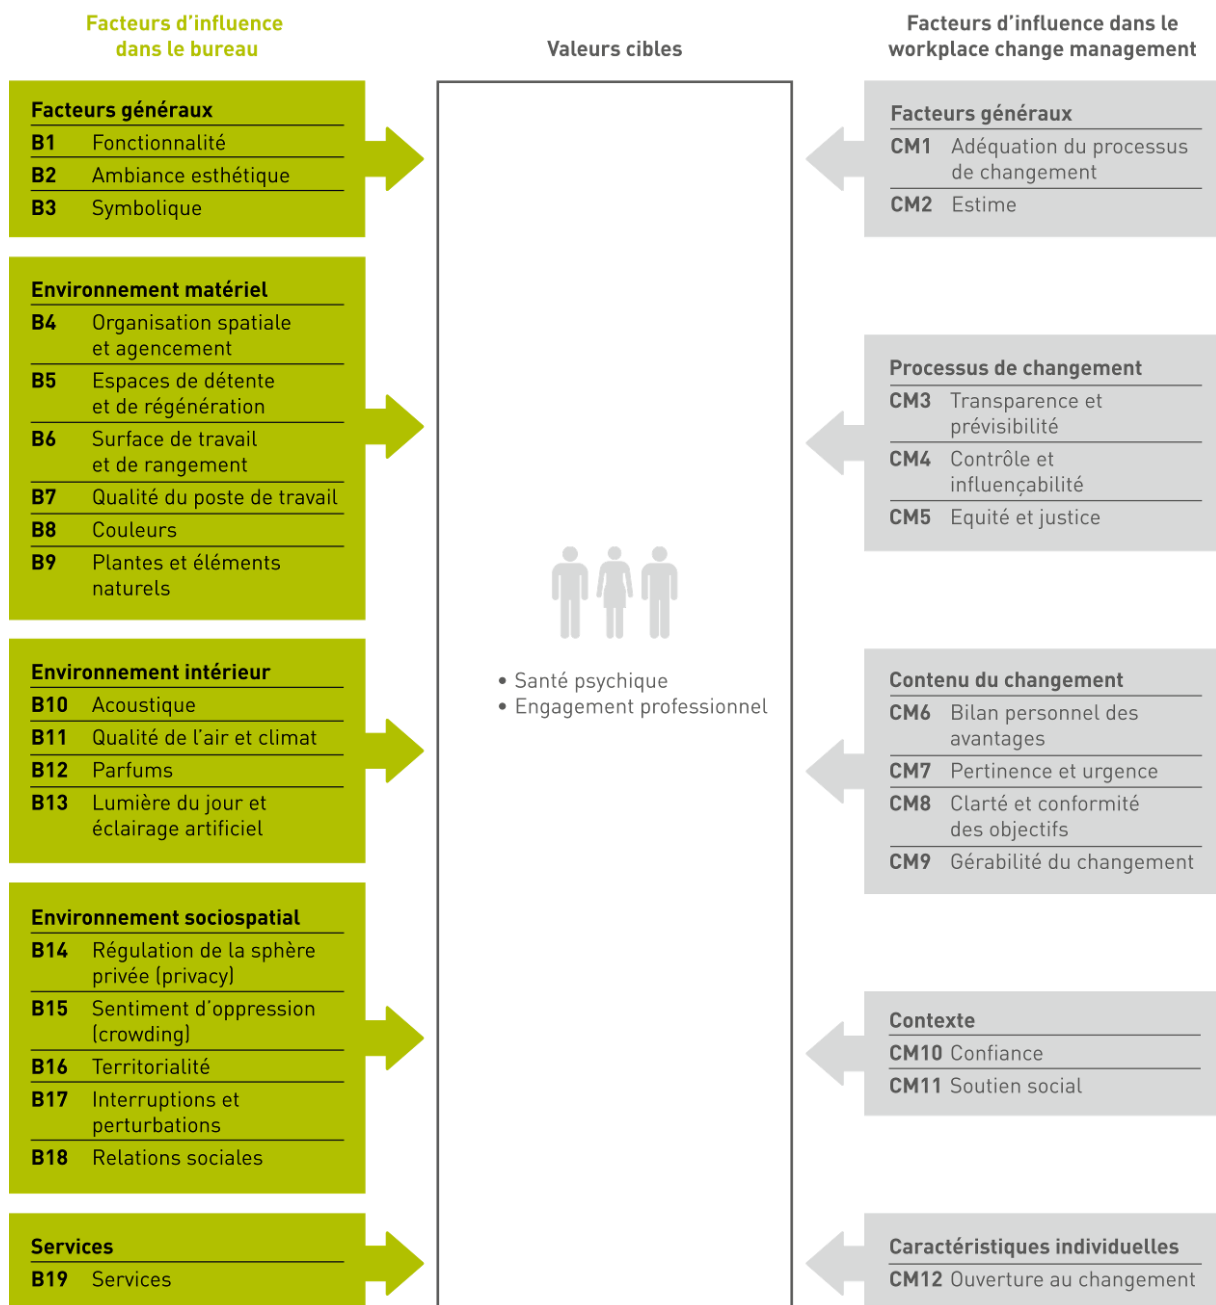 Facteurs d'influence
dans le bureau
Facteurs généraux
B1 Fonctionnalité
B2 Ambiance esthétique
B3 Symbolique
Environnement matériel
B4 Organisation spatiale
et agencement
B5 Espaces de détente
et de régénération
B6 Surface de travail
et de rangement
B7 Qualité du poste de travail
B8 Couleurs
B9 Plantes et éléments
naturels
Environnement intérieur
B10 Acoustique
B11 Qualité de l'air et climat
B12 Parfums
B13 Lumière du jour et
éclairage artificiel
Environnement sociospatial
B14 Régulation de la sphère
privée (privacy)
B15 Sentiment d'oppression
(crowding)
B16 Territorialité
B17 Interruptions et
perturbations
B18 Relations sociales
Services
B19 Services
Valeurs cibles
• Santé psychique
• Engagement professionnel
Facteurs d'influence dans le
workplace change management
Facteurs généraux
CM1 Adéquation du processus
de changement
CM2 Estime
Processus de changement
CM3 Transparence et
prévisibilité
CM4 Contrôle et
influençabilité
CM5 Equité et justice
Contenu du changement
CM6 Bilan personnel des
avantages
CM7 Pertinence et urgence
CM8 Clarté et conformité
des objectifs
CM9 Gérabilité du changement
Contexte
CM10 Confiance
CM11 Soutien social
Caractéristiques individuelles
CM12 Ouverture au changement